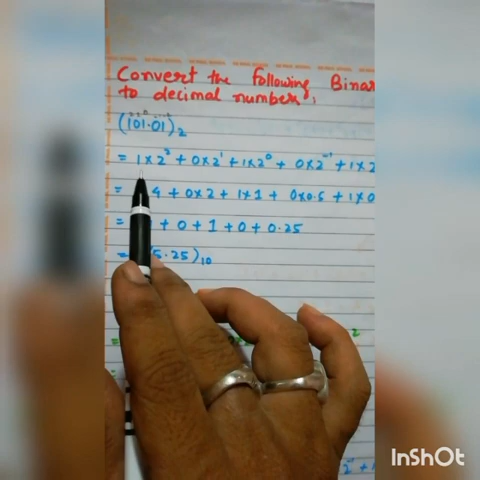 Convert the Following Binar
to decimal numbers,
(101.01)₂
= 1×2² + 0×2¹ + 1×2⁰ + 0×2⁻¹ + 1×2
= 4 + 0×2 + 1×1 + 0×0.5 + 1×0
= + 0 + 1 + 0 + 0.25
= (5.25)₁₀
2
InShOt